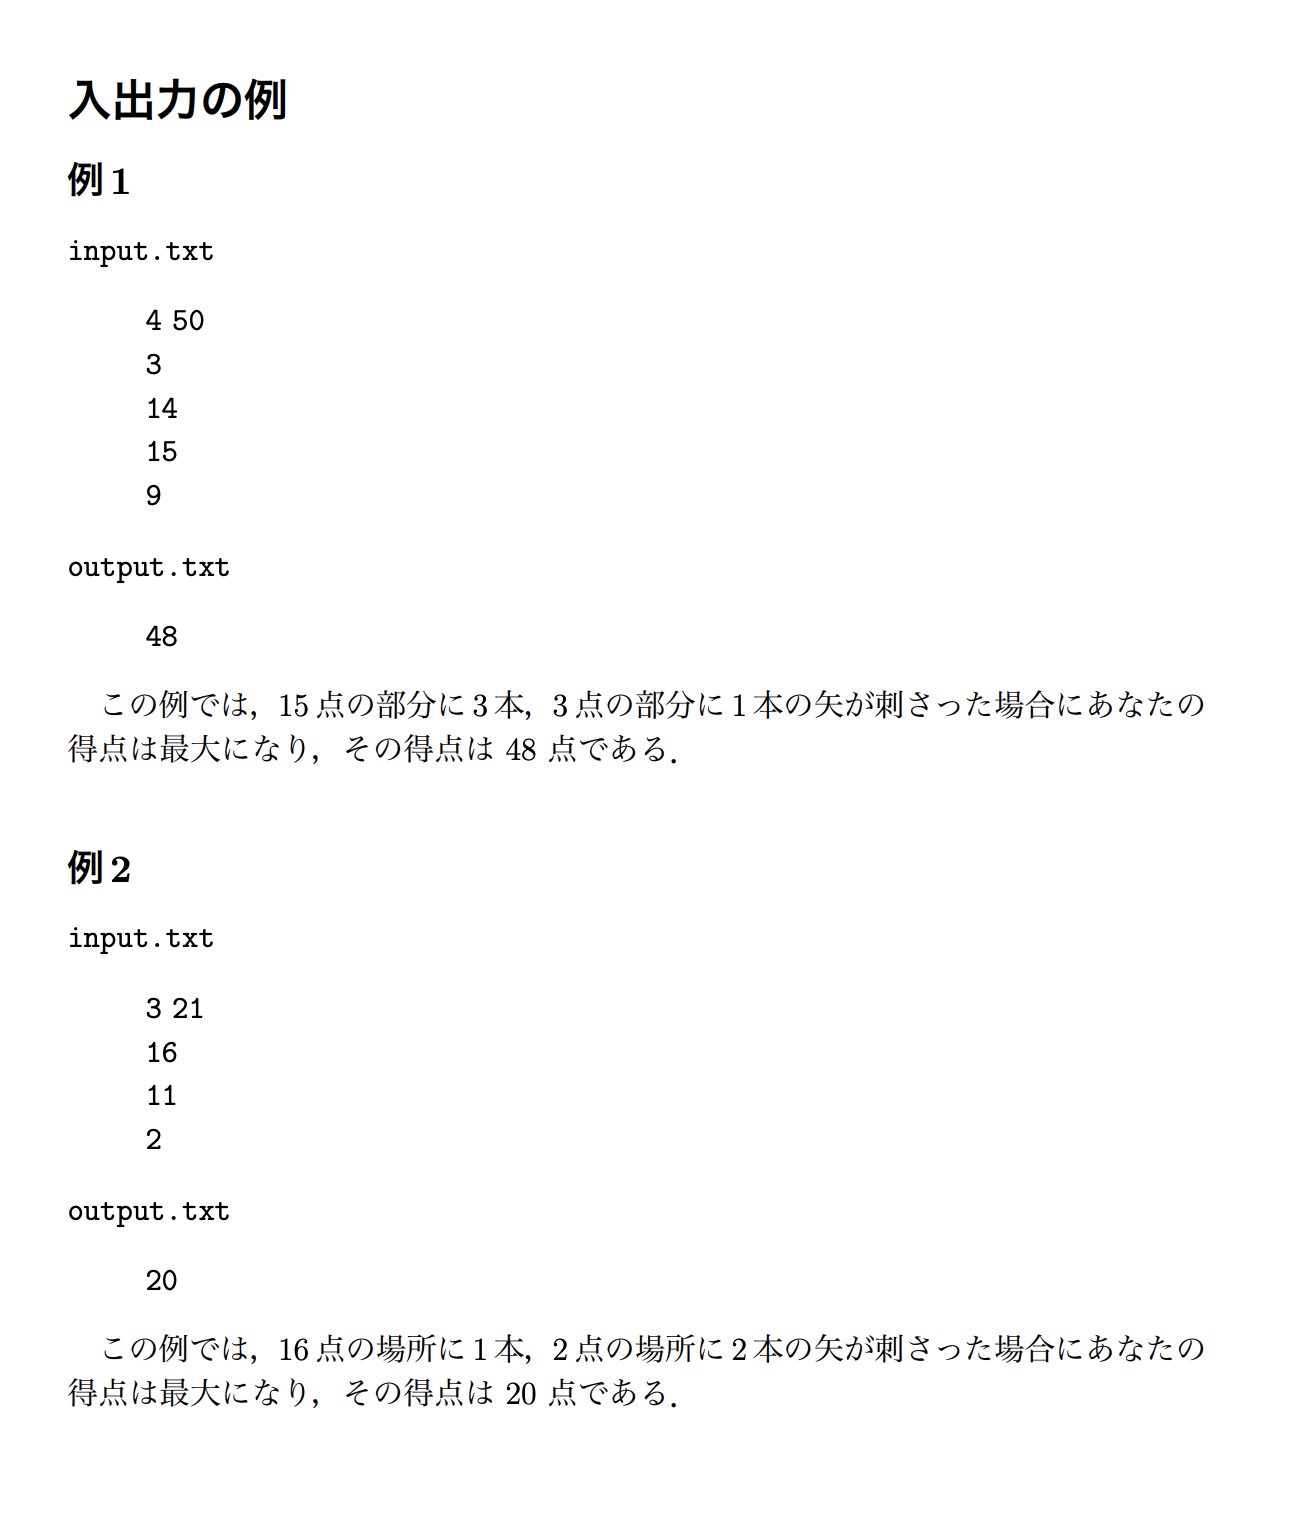 入出力の例
例 1
input.txt
4 50
3
14
15
9
output.txt
48
この例では，15 点の部分に 3 本，3 点の部分に 1 本の矢が刺さった場合にあなたの
得点は最大になり，その得点は 48 点である．
例 2
input.txt
3 21
16
11
2
output.txt
20
この例では，16 点の場所に 1 本，2 点の場所に 2 本の矢が刺さった場合にあなたの
得点は最大になり，その得点は 20 点である．